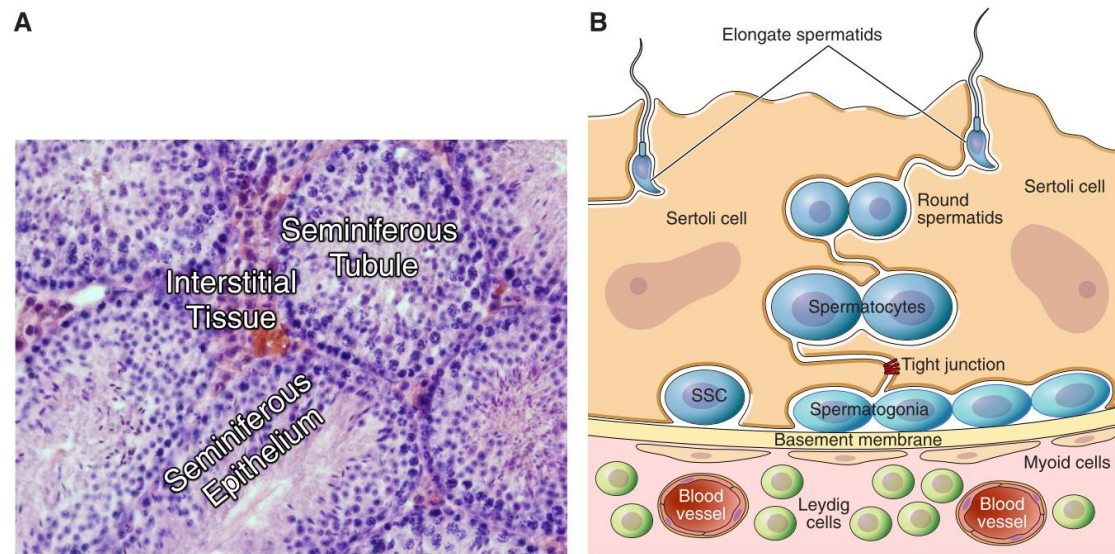 A
Seminiferous
Tubule
Interstitial
Tissue
Seminiferous
Epithelium
B
Elongate spermatids
Sertoli cell
Round
spermatids
Sertoli cell
Spermatocytes
Tight junction
SSC
Spermatogonia
Basement membrane
Myoid cells
Blood
vessel
Leydig
cells
Blood
vessel